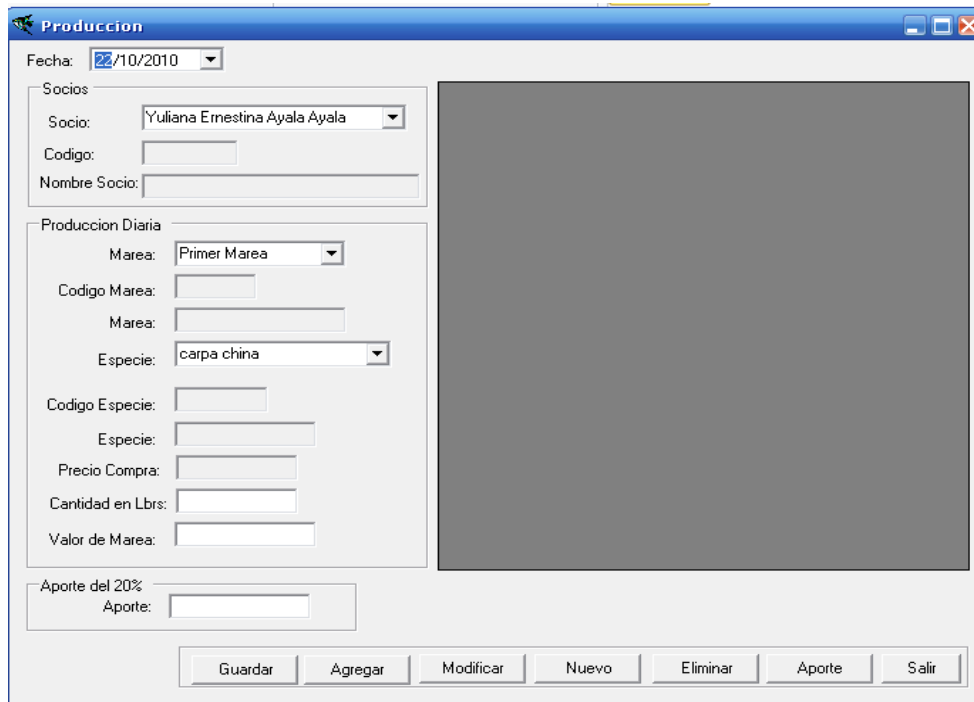 Produccion
Fecha: 22/10/2010
Socios
Socio: Yuliana Ernestina Ayala Ayala
Codigo:
Nombre Socio:
Produccion Diaria
Marea: Primer Marea
Codigo Marea:
Marea:
Especie: carpa china
Codigo Especie:
Especie:
Precio Compra:
Cantidad en Lbrs:
Valor de Marea:
Aporte del 20%
Aporte:
Guardar Agregar Modificar Nuevo Eliminar Aporte Salir